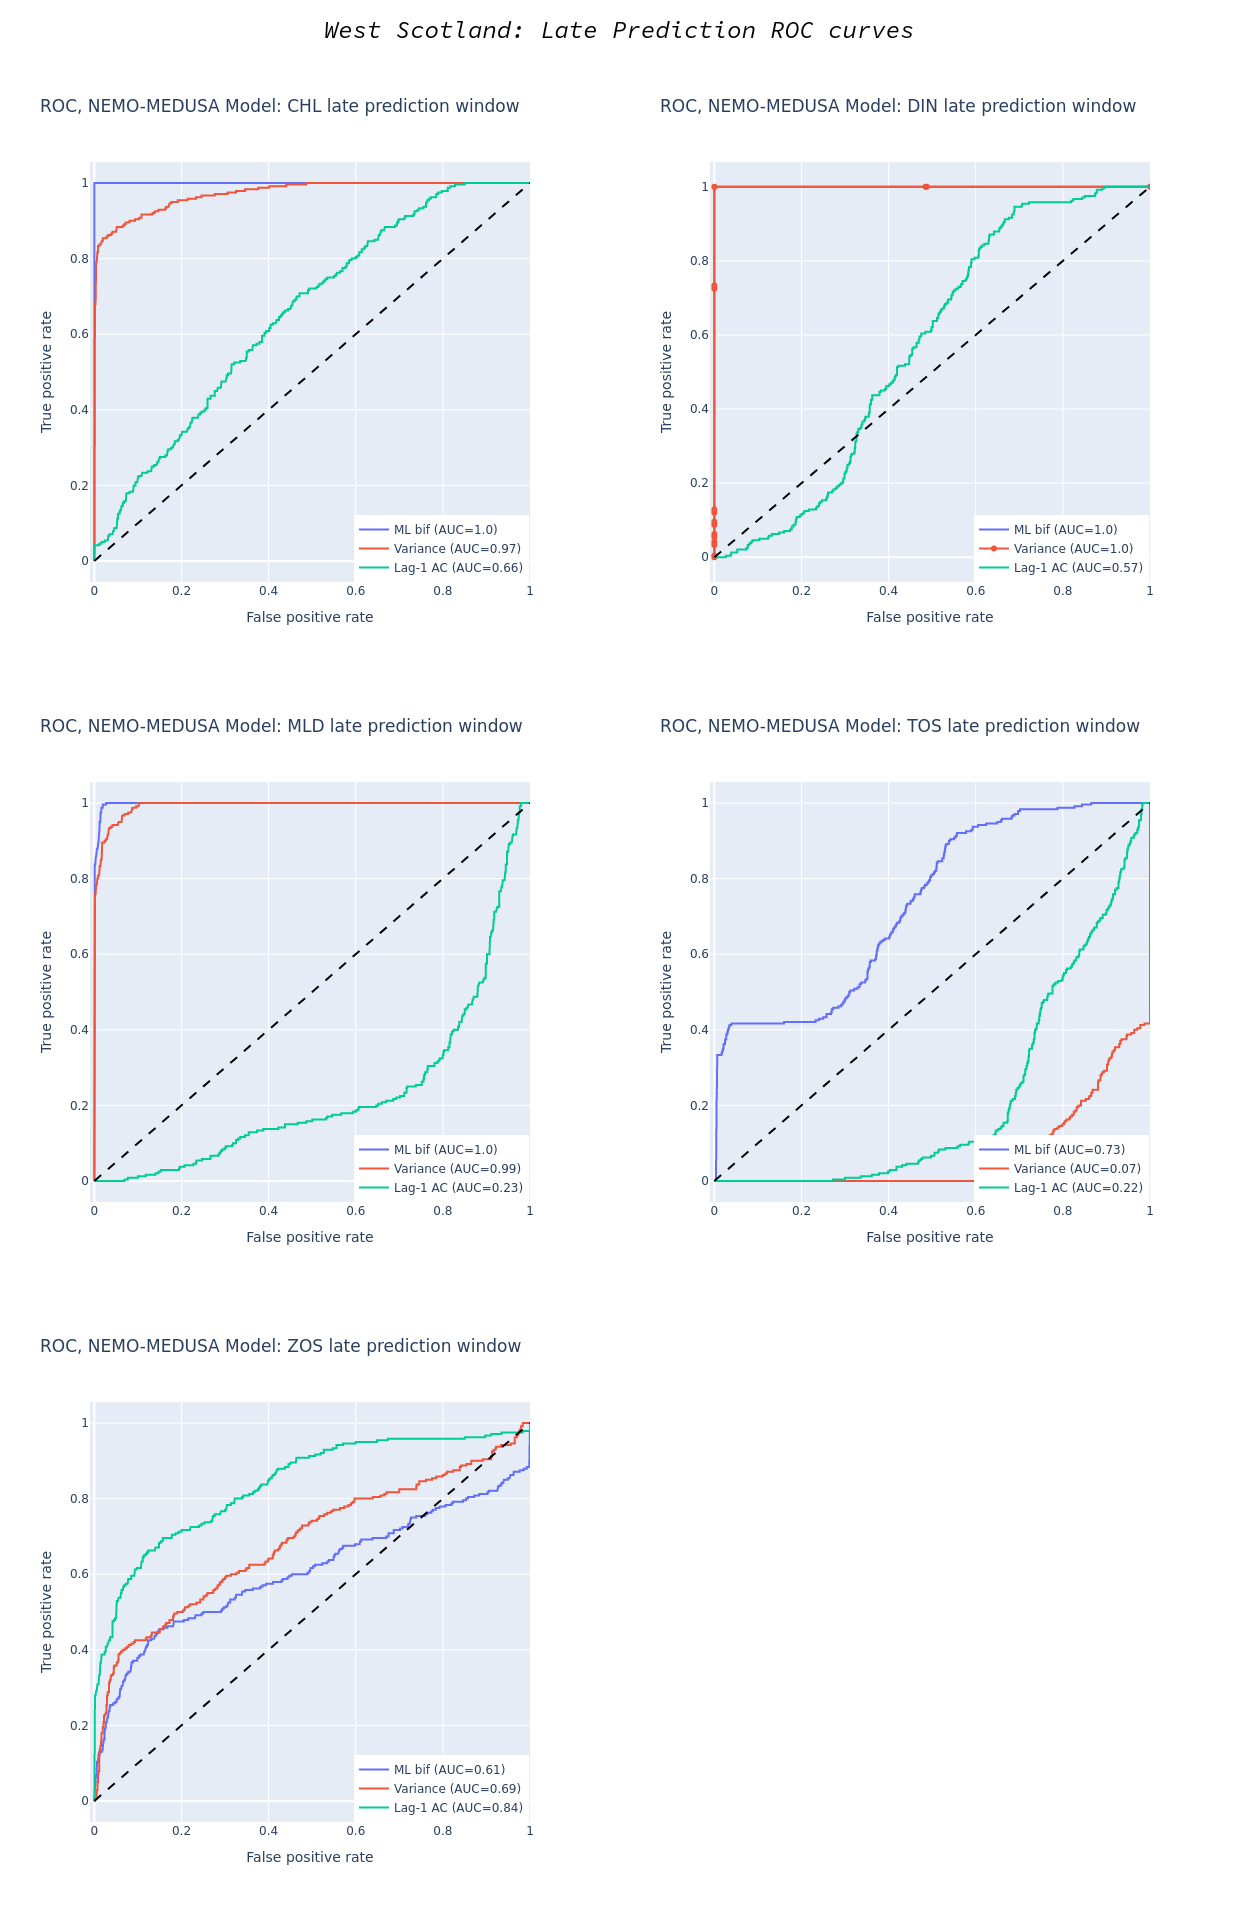 West Scotland: Late Prediction ROC curves
ROC, NEMO-MEDUSA Model: CHL late prediction window
1
0.8
0.6
0.4
0.2
0
True positive rate
0 0.2 0.4 0.6 0.8 1
False positive rate
ML bif (AUC=1.0)
Variance (AUC=0.97)
Lag-1 AC (AUC=0.66)
ROC, NEMO-MEDUSA Model: DIN late prediction window
1
0.8
0.6
0.4
0.2
0
True positive rate
0 0.2 0.4 0.6 0.8 1
False positive rate
ML bif (AUC=1.0)
Variance (AUC=1.0)
Lag-1 AC (AUC=0.57)
ROC, NEMO-MEDUSA Model: MLD late prediction window
1
0.8
0.6
0.4
0.2
0
True positive rate
0 0.2 0.4 0.6 0.8 1
False positive rate
ML bif (AUC=1.0)
Variance (AUC=0.99)
Lag-1 AC (AUC=0.23)
ROC, NEMO-MEDUSA Model: TOS late prediction window
1
0.8
0.6
0.4
0.2
0
True positive rate
0 0.2 0.4 0.6 0.8 1
False positive rate
ML bif (AUC=0.73)
Variance (AUC=0.07)
Lag-1 AC (AUC=0.22)
ROC, NEMO-MEDUSA Model: ZOS late prediction window
1
0.8
0.6
0.4
0.2
0
True positive rate
0 0.2 0.4 0.6 0.8 1
False positive rate
ML bif (AUC=0.61)
Variance (AUC=0.69)
Lag-1 AC (AUC=0.84)